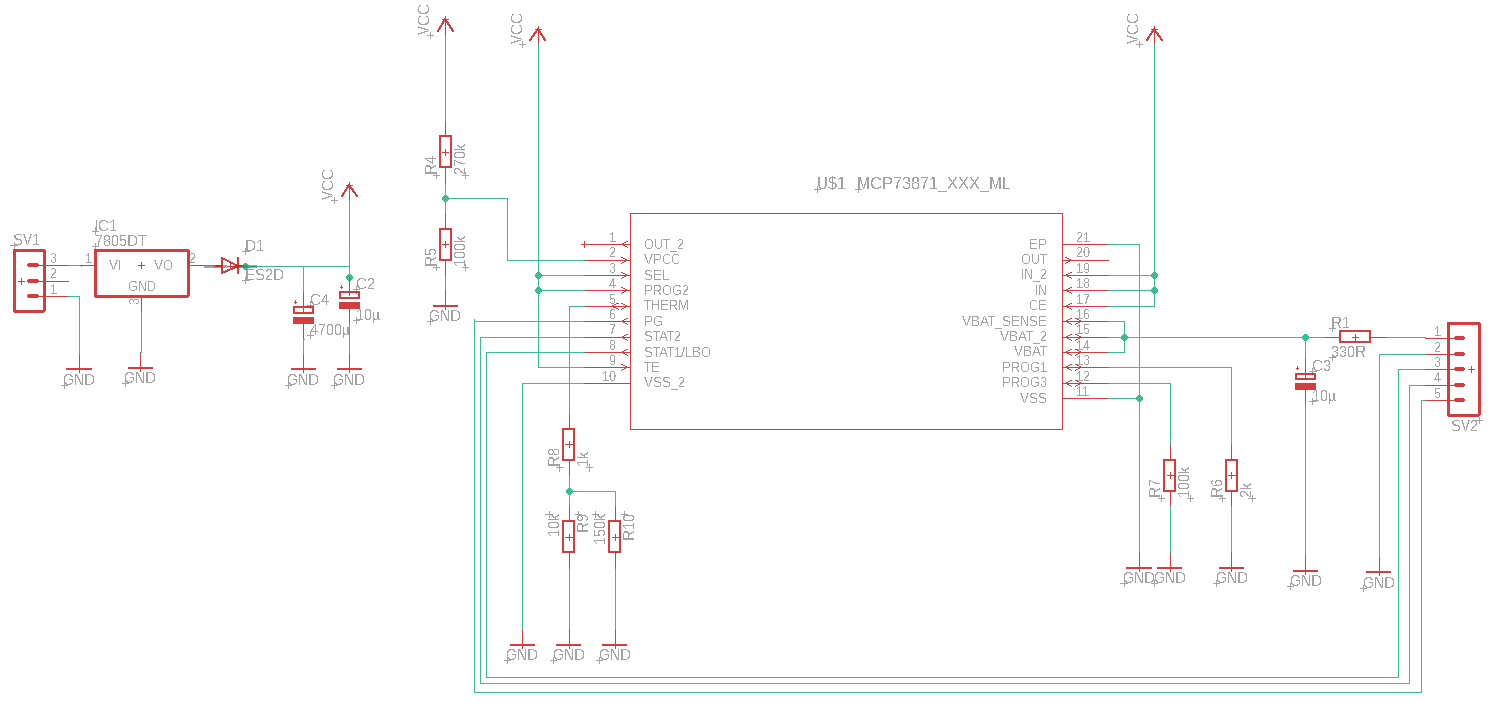 VCC
VCC
VCC
VCC
R4
270k
R5
100k
GND
U$1 MCP73871_XXX_ML
SV1
3
2
1
IC1
7805DT
1
VI
VO
2
GND
3
D1
ES2D
C4
4700µ
C2
10µ
GND
GND
GND
GND
1
OUT_2
2
VPCC
3
SEL
4
PROG2
5
THERM
6
PG
7
STAT2
8
STAT1/LBO
9
TE
10
VSS_2
EP
21
OUT
20
IN_2
19
IN
18
CE
17
VBAT_SENSE
16
VBAT_2
15
VBAT
14
PROG1
13
PROG3
12
VSS
11
R1
330R
C3
10µ
1
2
3
4
5
SV2
R8
1k
10k
R9
150k
R10
R7
100k
R6
2k
GND
GND
GND
GND
GND
GND
GND
GND